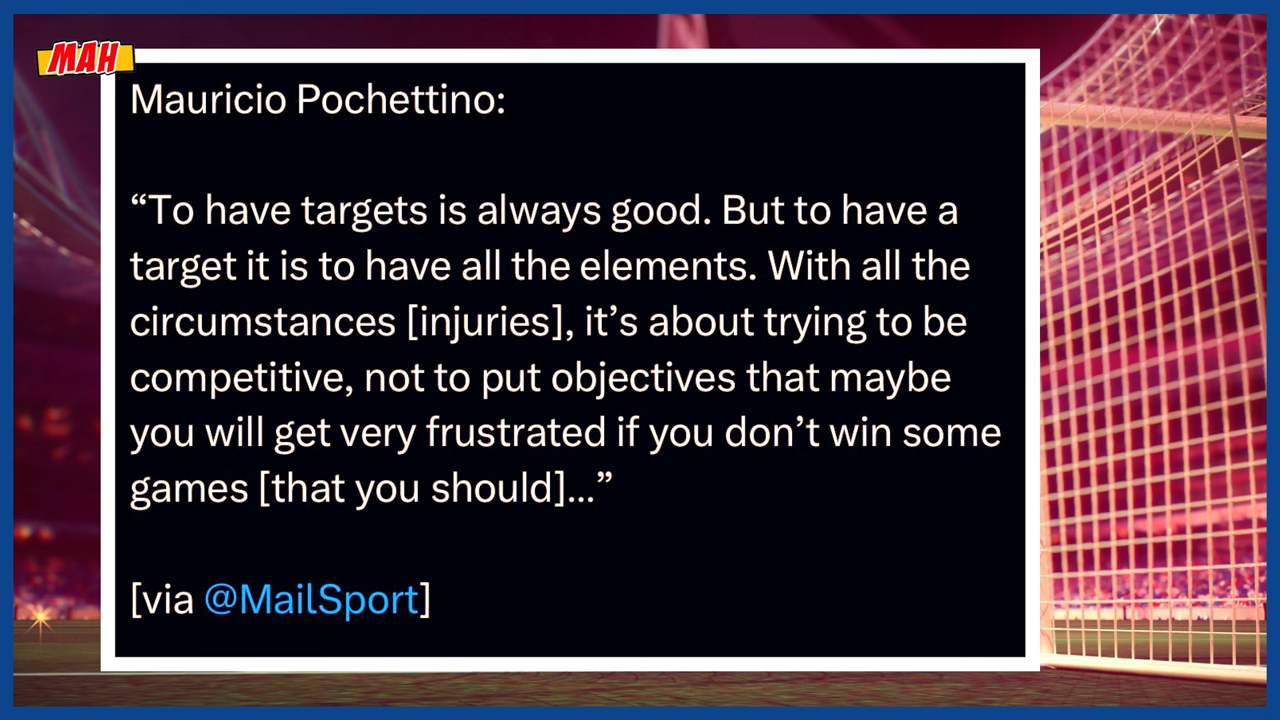 MAH
Mauricio Pochettino:
“To have targets is always good. But to have a
target it is to have all the elements. With all the
circumstances [injuries], it’s about trying to be
competitive, not to put objectives that maybe
you will get very frustrated if you don’t win some
games [that you should]...”
[via @MailSport]